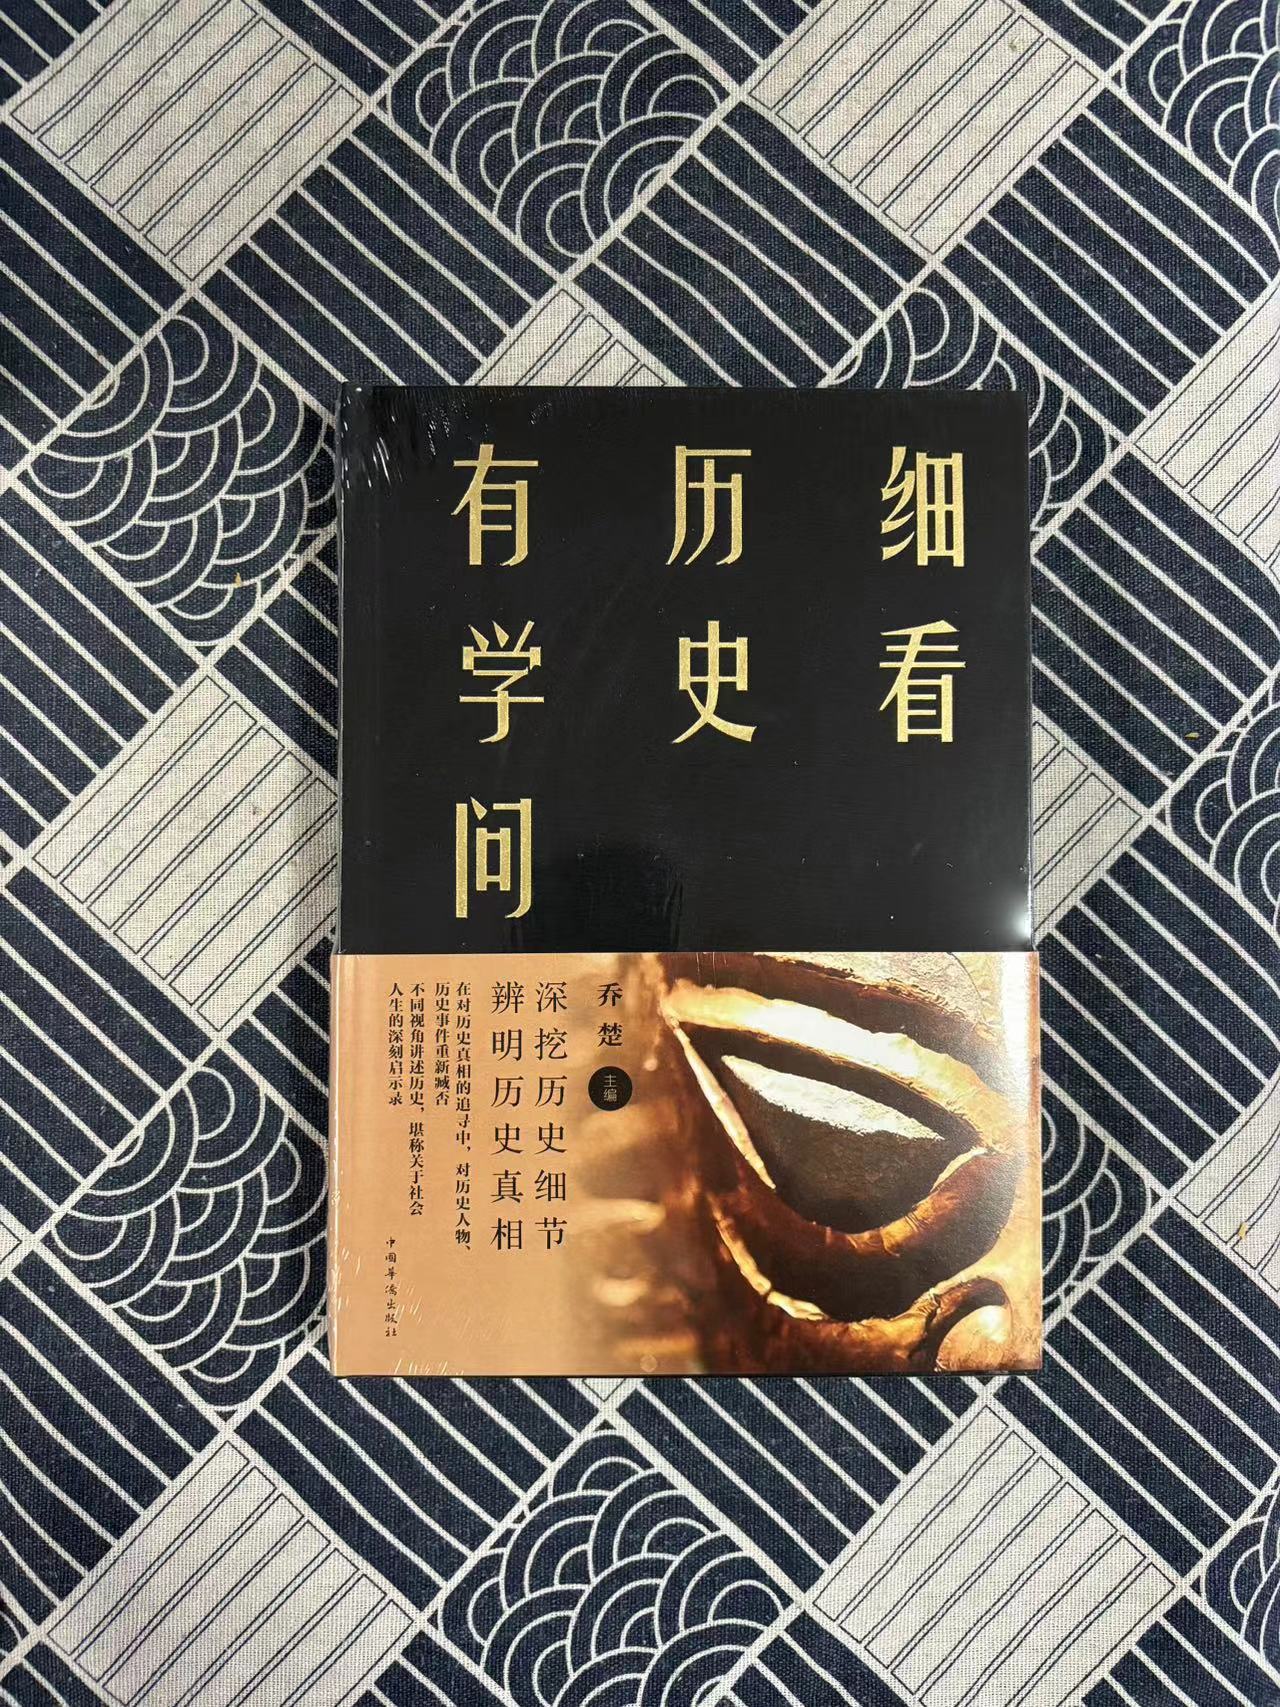 细看
历史
有学问
乔楚
主编
深挖历史细节
辨明历史真相
在对历史真相的追寻中，对历史人物、
历史事件重新臧否
不同视角讲述历史，堪称关于社会
人生的深刻启示录
中国华侨出版社